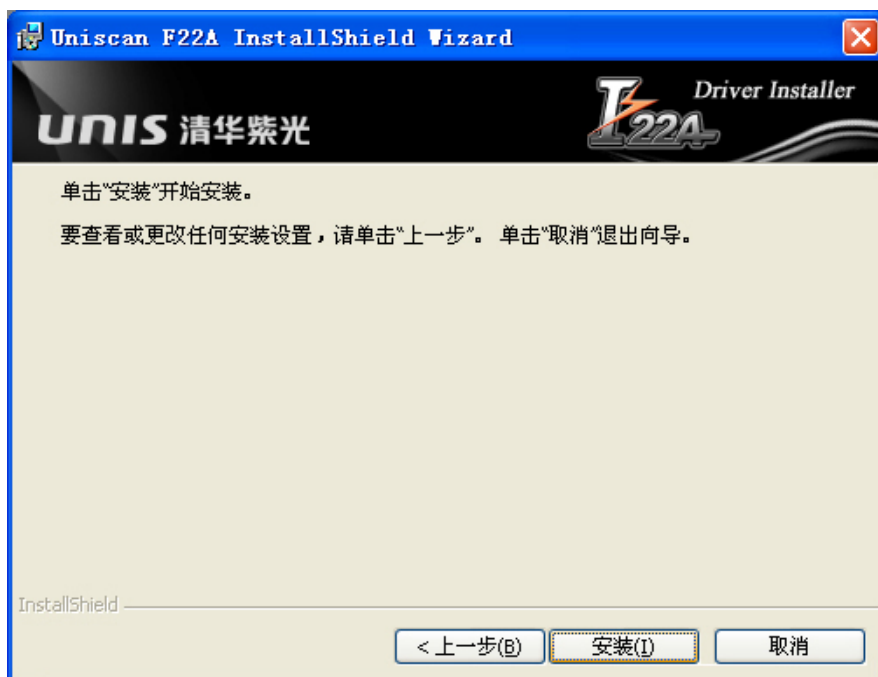 Uniscan F22A InstallShield Wizard
Driver Installer
UNIS 清华紫光
F22A
单击"安装"开始安装。
要查看或更改任何安装设置，请单击"上一步"。 单击"取消"退出向导。
InstallShield
< 上一步(B)
安装(I)
取消